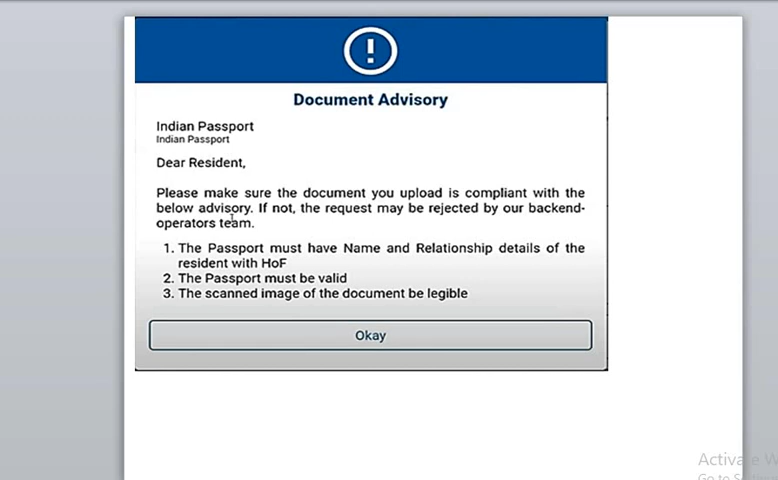 Document Advisory
Indian Passport
Indian Passport
Dear Resident,
Please make sure the document you upload is compliant with the
below advisory. If not, the request may be rejected by our backend-
operators team.
1. The Passport must have Name and Relationship details of the
resident with HoF
2. The Passport must be valid
3. The scanned image of the document be legible
Okay
Activate W
Go to